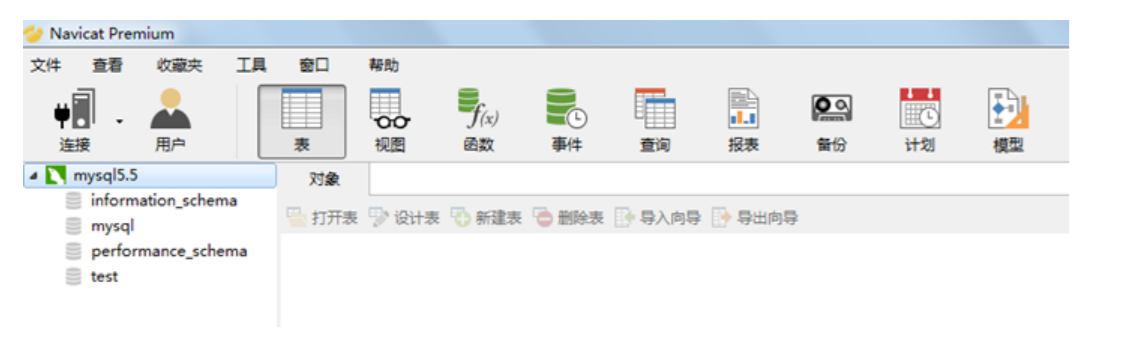 Navicat Premium
文件 查看 收藏夹 工具 窗口 帮助
f(x)
连接 用户 表 视图 函数 事件 查询 报表 备份 计划 模型
mysql5.5 对象
information_schema
打开表 设计表 新建表 删除表 导入向导 导出向导
mysql
performance_schema
test